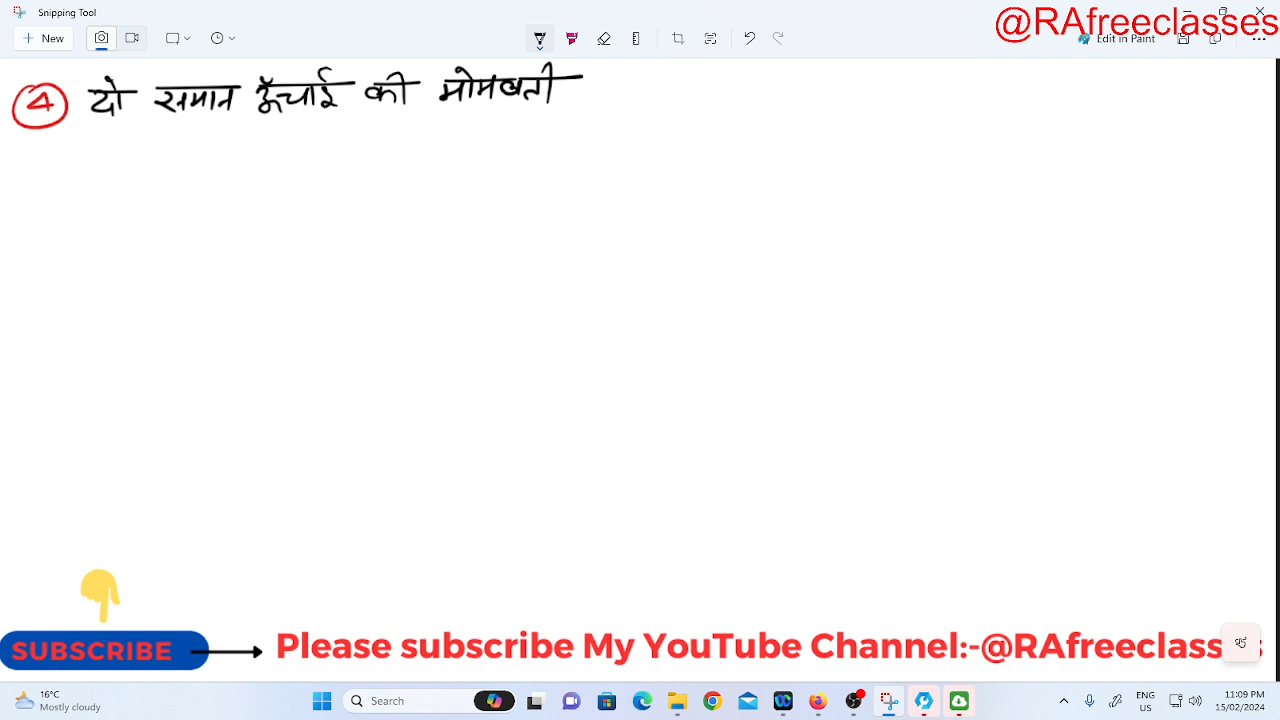 Snipping Tool
@RAfreeclasses
New
Edit in Paint
4 दो समान ऊँचाई की मोमबती
SUBSCRIBE
Please subscribe My YouTube Channel:-@RAfreeclasses
16°C
Mostly cloudy
Search
ENG
US
11:09 PM
15/02/2024